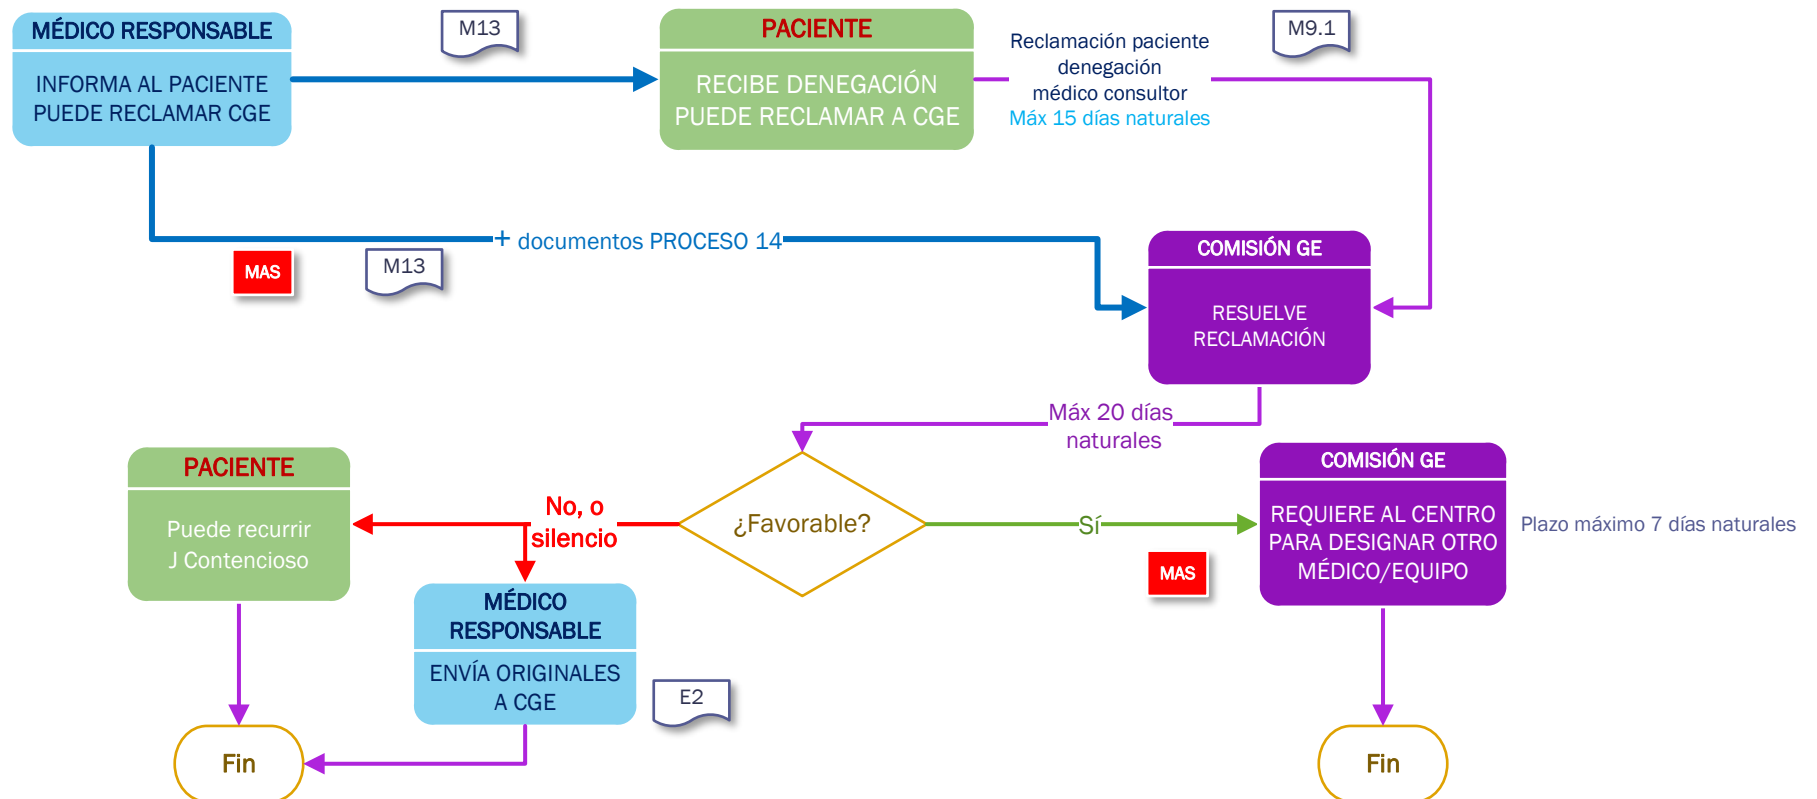 MÉDICO RESPONSABLE
INFORMA AL PACIENTE
PUEDE RECLAMAR CGE
M13
PACIENTE
RECIBE DENEGACIÓN
PUEDE RECLAMAR A CGE
Reclamación paciente
denegación
médico consultor
Máx 15 días naturales
M9.1
+ documentos PROCESO 14
MAS
M13
COMISIÓN GE
RESUELVE
RECLAMACIÓN
Máx 20 días
naturales
PACIENTE
Puede recurrir
J Contencioso
No, o
silencio
¿Favorable?
Sí
MAS
COMISIÓN GE
REQUIERE AL CENTRO
PARA DESIGNAR OTRO
MÉDICO/EQUIPO
Plazo máximo 7 días naturales
MÉDICO
RESPONSABLE
ENVÍA ORIGINALES
A CGE
E2
Fin
Fin